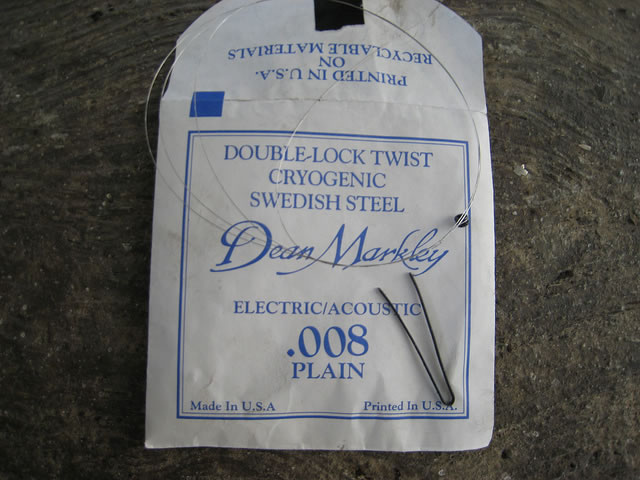 PRINTED IN U.S.A.
ON
RECYCLABLE MATERIALS
DOUBLE-LOCK TWIST
CRYOGENIC
SWEDISH STEEL
Dean Markley
ELECTRIC/ACOUSTIC
.008
PLAIN
Made In U.S.A
Printed In U.S.A.